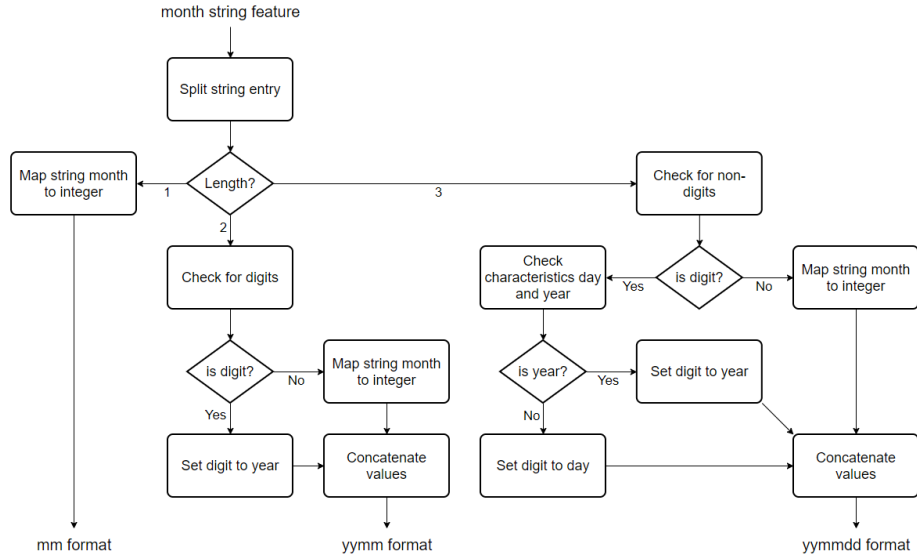 month string feature
Split string entry
Map string month
to integer
Length?
1
3
Check for non-
digits
2
Check for digits
Check
characteristics day
and year
Yes
is digit?
No
Map string month
to integer
is digit?
No
Map string month
to integer
is year?
Yes
Set digit to year
Yes
No
Set digit to year
Concatenate
values
Set digit to day
Concatenate
values
mm format
yymm format
yymmdd format